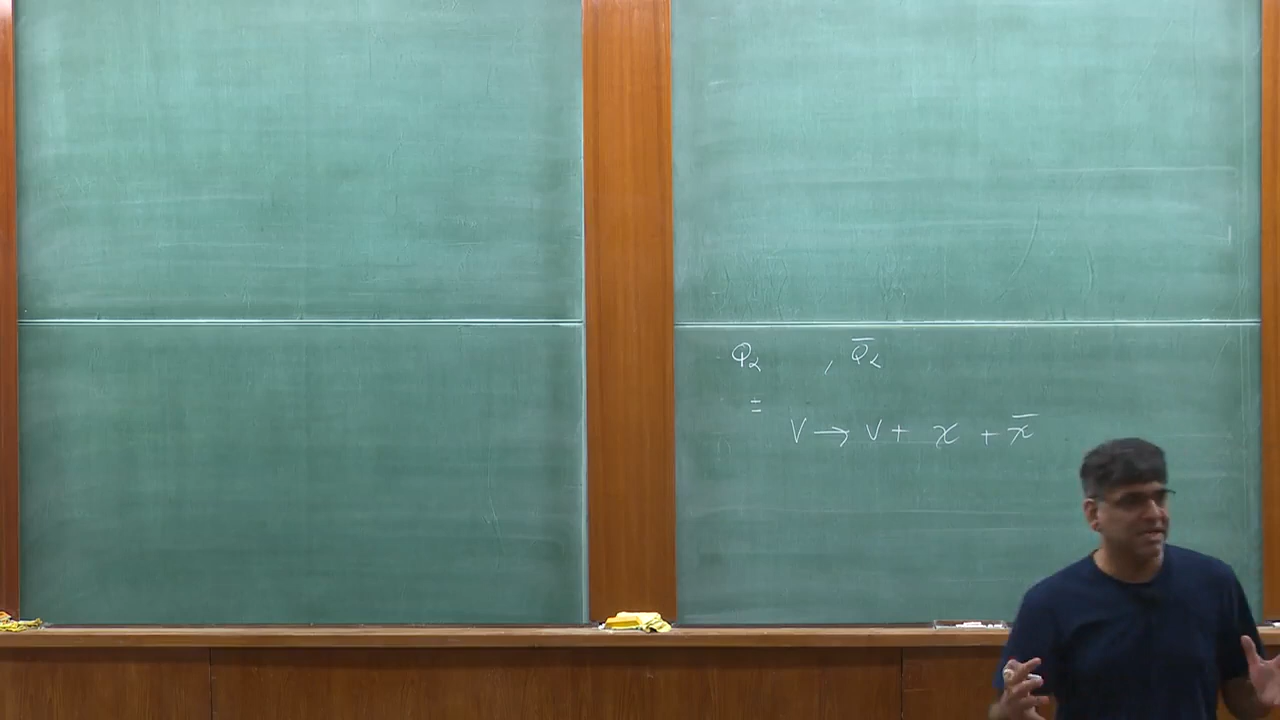 Q_α , Q̄_α
=
V → V + χ + χ̄